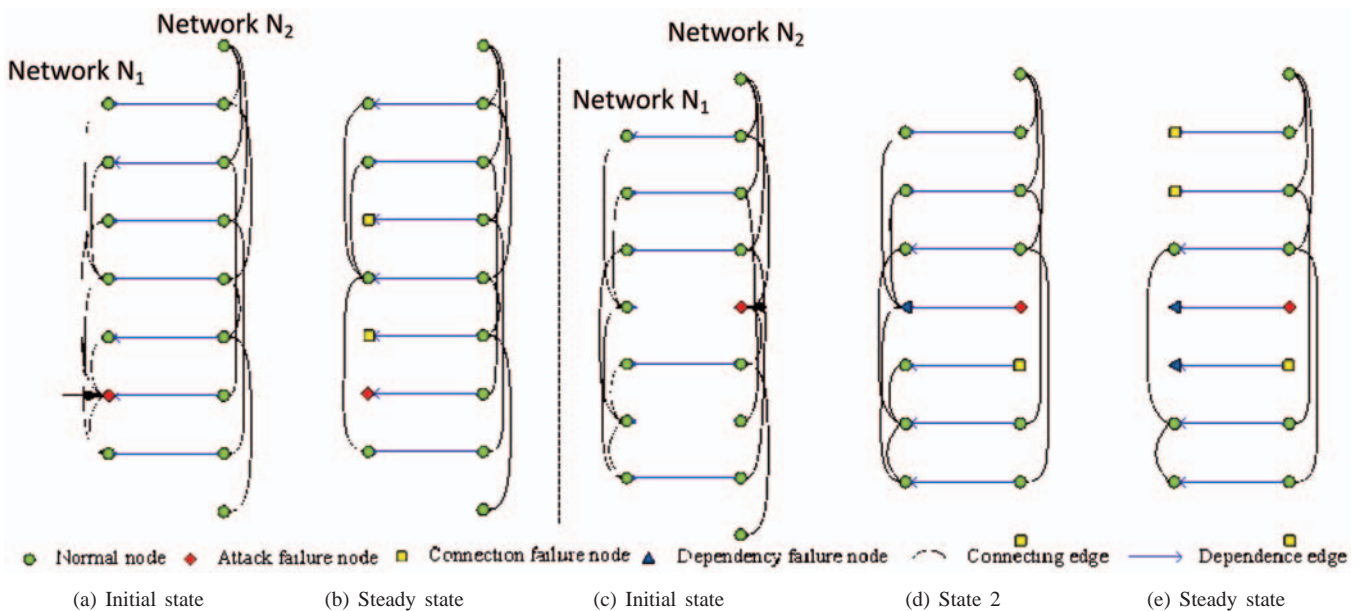 Network N₂
Network N₁
Network N₂
Network N₁
Normal node Attack failure node Connection failure node Dependency failure node Connecting edge Dependence edge
(a) Initial state (b) Steady state (c) Initial state (d) State 2 (e) Steady state